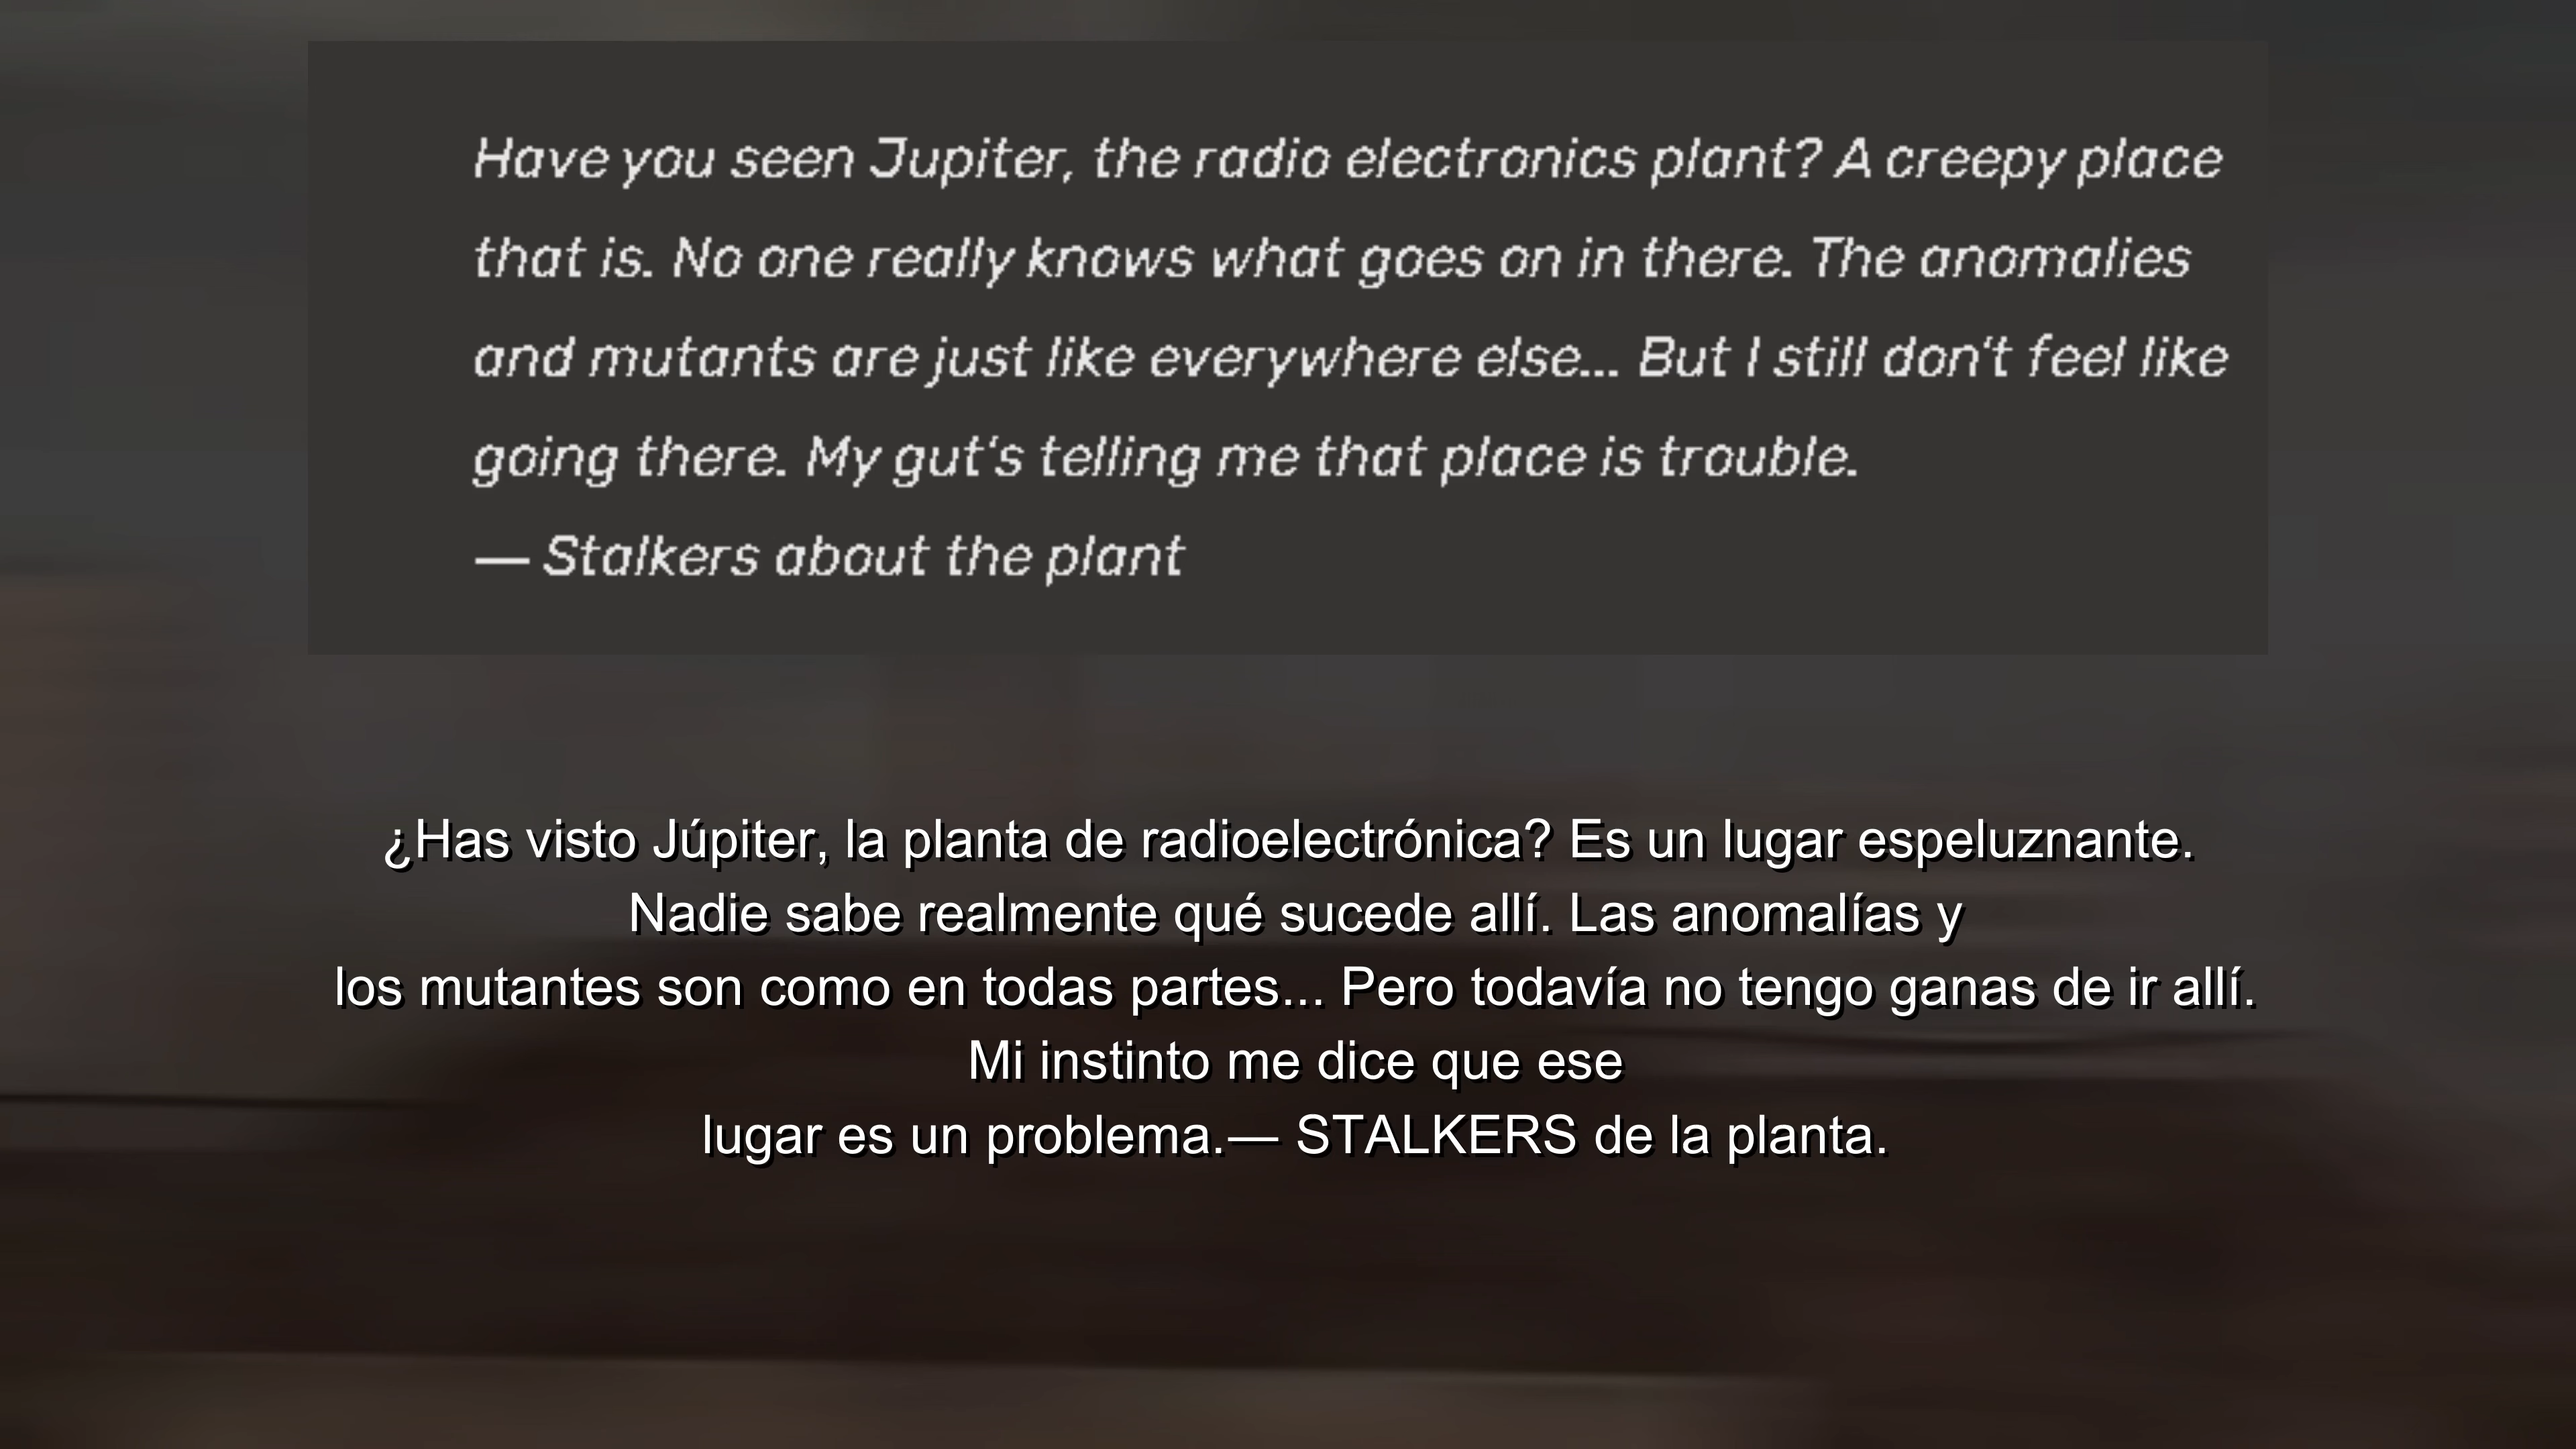 Have you seen Jupiter, the radio electronics plant? A creepy place
that is. No one really knows what goes on in there. The anomalies
and mutants are just like everywhere else... But I still don't feel like
going there. My gut's telling me that place is trouble.
— Stalkers about the plant
¿Has visto Júpiter, la planta de radioelectrónica? Es un lugar espeluznante.
Nadie sabe realmente qué sucede allí. Las anomalías y
los mutantes son como en todas partes... Pero todavía no tengo ganas de ir allí.
Mi instinto me dice que ese
lugar es un problema.— STALKERS de la planta.